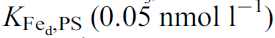 K_{Fe_d,PS} (0.05 nmol l^{−1})